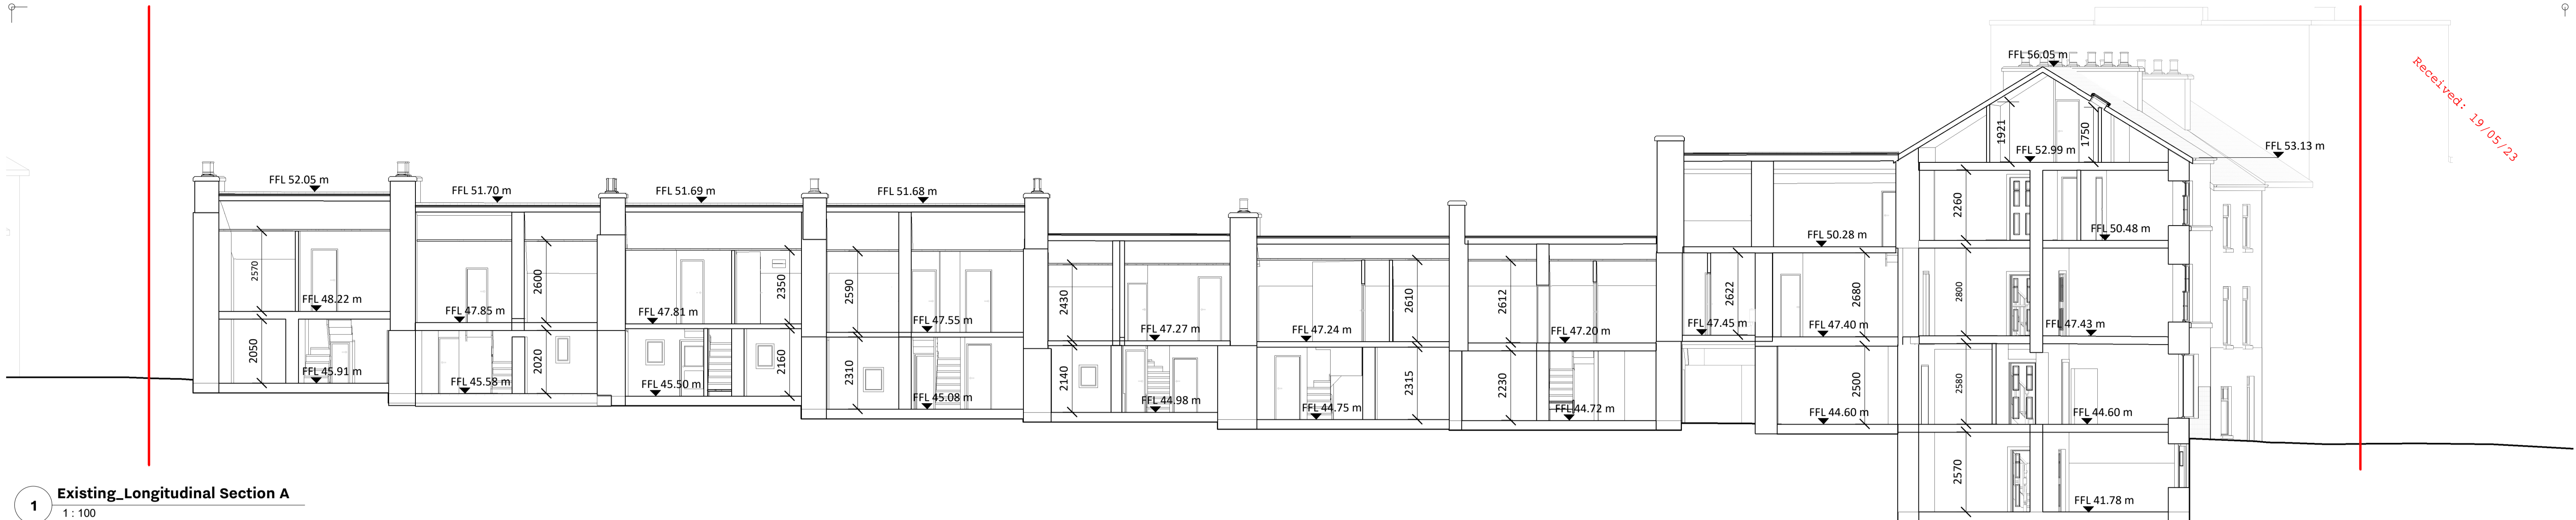 FFL 56.05 m
Received: 19/05/23
1921
1750
FFL 53.13 m
FFL 52.99 m
FFL 52.05 m
FFL 51.70 m
FFL 51.69 m
FFL 51.68 m
2260
FFL 50.28 m
FFL 50.48 m
2570
2600
2350
2590
2430
2610
2612
2622
2680
2800
FFL 48.22 m
FFL 47.85 m
FFL 47.81 m
FFL 47.55 m
FFL 47.27 m
FFL 47.24 m
FFL 47.20 m
FFL 47.45 m
FFL 47.40 m
FFL 47.43 m
2050
2020
2160
2310
2140
2315
2230
2500
2580
FFL 45.91 m
FFL 45.58 m
FFL 45.50 m
FFL 45.08 m
FFL 44.98 m
FFL 44.75 m
FFL 44.72 m
FFL 44.60 m
FFL 44.60 m
2570
FFL 41.78 m
1
Existing_Longitudinal Section A
1 : 100